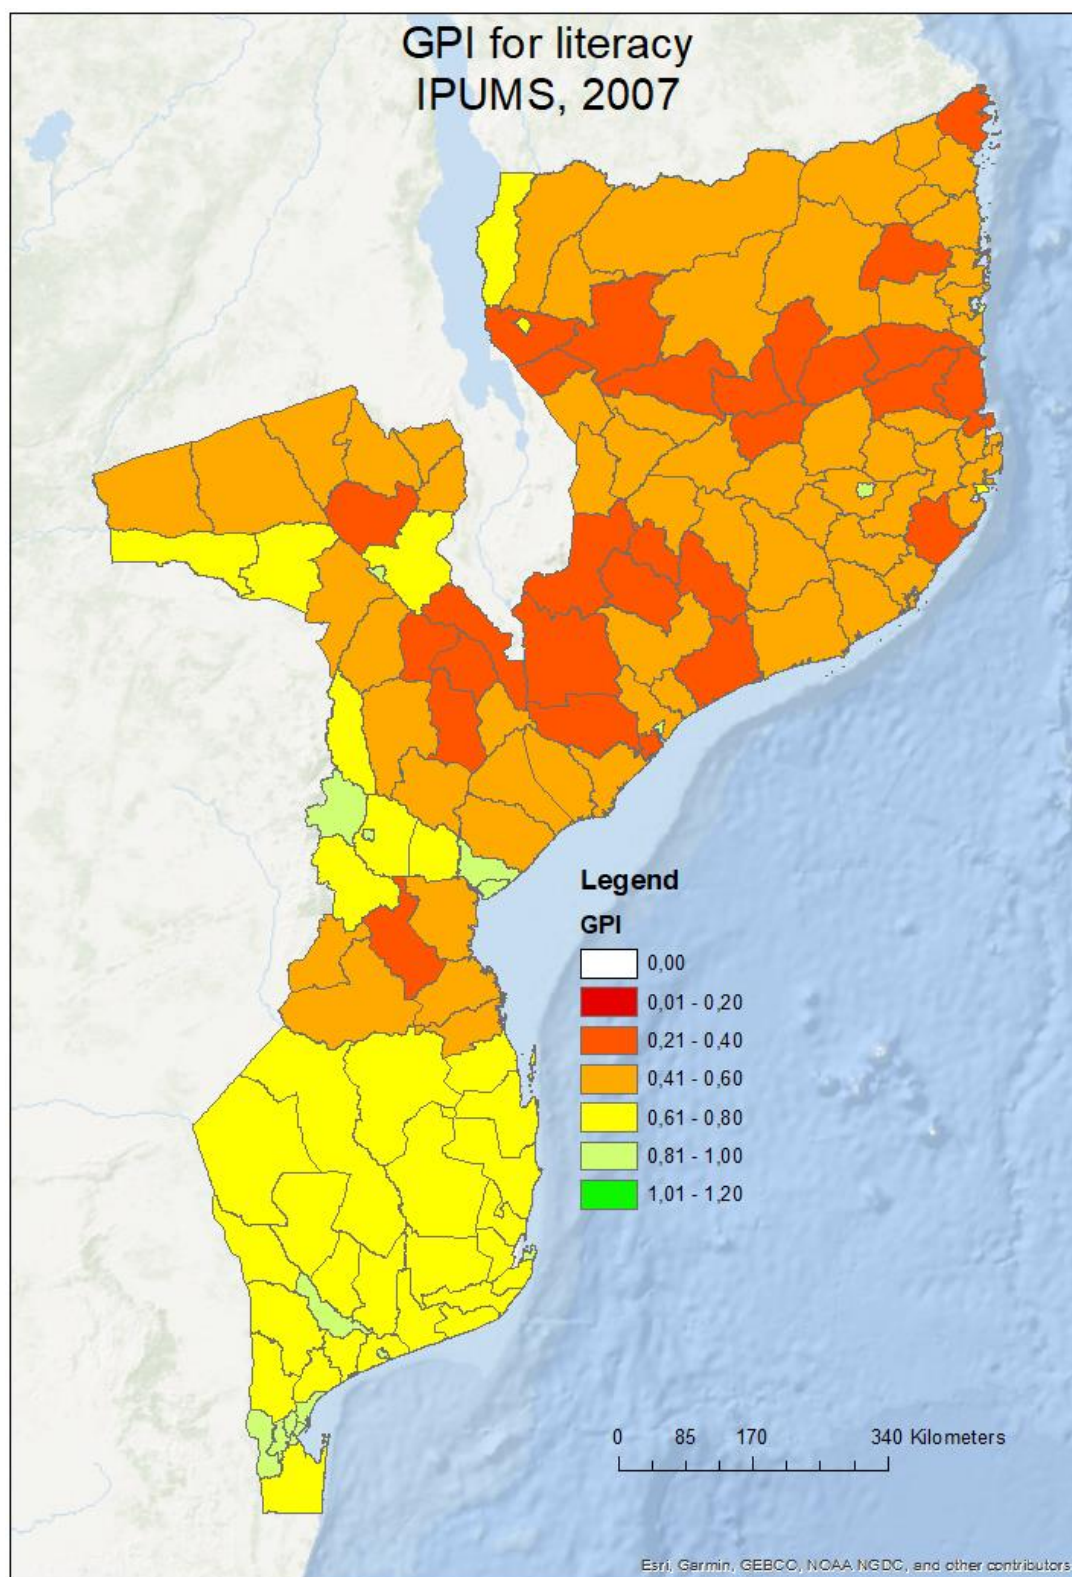 GPI for literacy
IPUMS, 2007
Legend
GPI
0,00
0,01 - 0,20
0,21 - 0,40
0,41 - 0,60
0,61 - 0,80
0,81 - 1,00
1,01 - 1,20
0 85 170 340 Kilometers
Esri, Garmin, GEBCO, NOAA NGDC, and other contributors